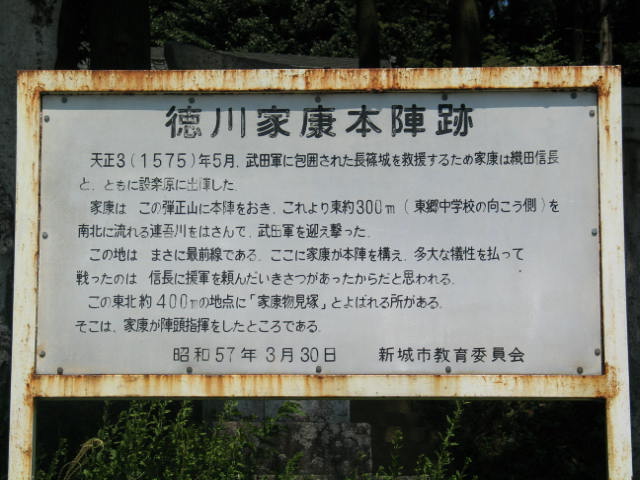 徳川家康本陣跡
天正3(1575)年5月、武田軍に包囲された長篠城を救援するため家康は織田信長
と、ともに設楽原に出陣した.
家康は この弾正山に本陣をおき、これより東約300m (東郷中学校の向こう側)を
南北に流れる連吾川をはさんで、武田軍を迎え撃った.
この地は まさに最前線である. ここに家康が本陣を構え、多大な犠性を払って
戦ったのは 信長に援軍を頼んだいきさつがあったからだと思われる.
この東北約400mの地点に「家康物見塚」とよばれる所がある.
そこは、家康が陣頭指揮をしたところである.
昭和57年3月30日 新城市教育委員会